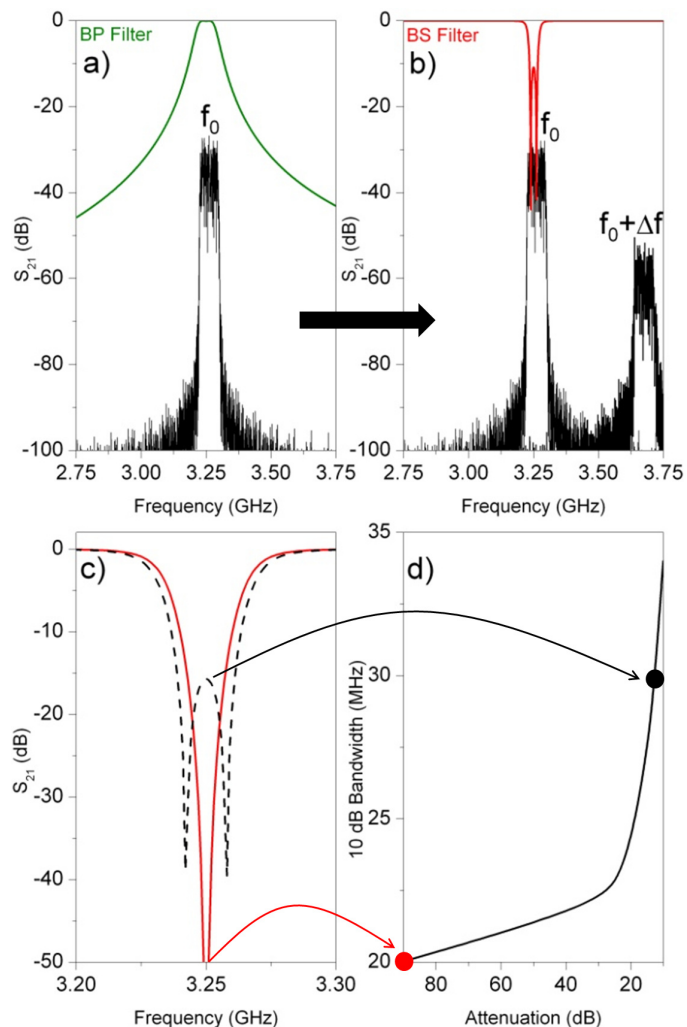 BP Filter
a)
f₀
0
-20
-40
-60
-80
-100
S₂₁ (dB)
2.75 3.00 3.25 3.50 3.75
Frequency (GHz)
BS Filter
b)
f₀
f₀+Δf
0
-20
-40
-60
-80
-100
S₂₁ (dB)
2.75 3.00 3.25 3.50 3.75
Frequency (GHz)
c)
0
-10
-20
-30
-40
-50
S₂₁ (dB)
3.20 3.25 3.30
Frequency (GHz)
d)
35
30
25
20
10 dB Bandwidth (MHz)
80 60 40 20
Attenuation (dB)